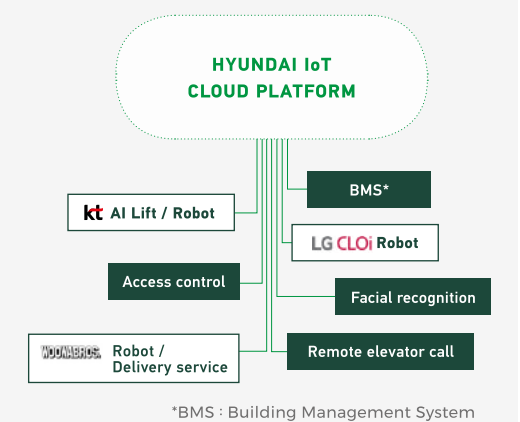 HYUNDAI IoT
CLOUD PLATFORM
BMS*
kt AI Lift / Robot
LG CLOi Robot
Access control
Facial recognition
WOOWABROS. Robot /
Delivery service
Remote elevator call
*BMS : Building Management System